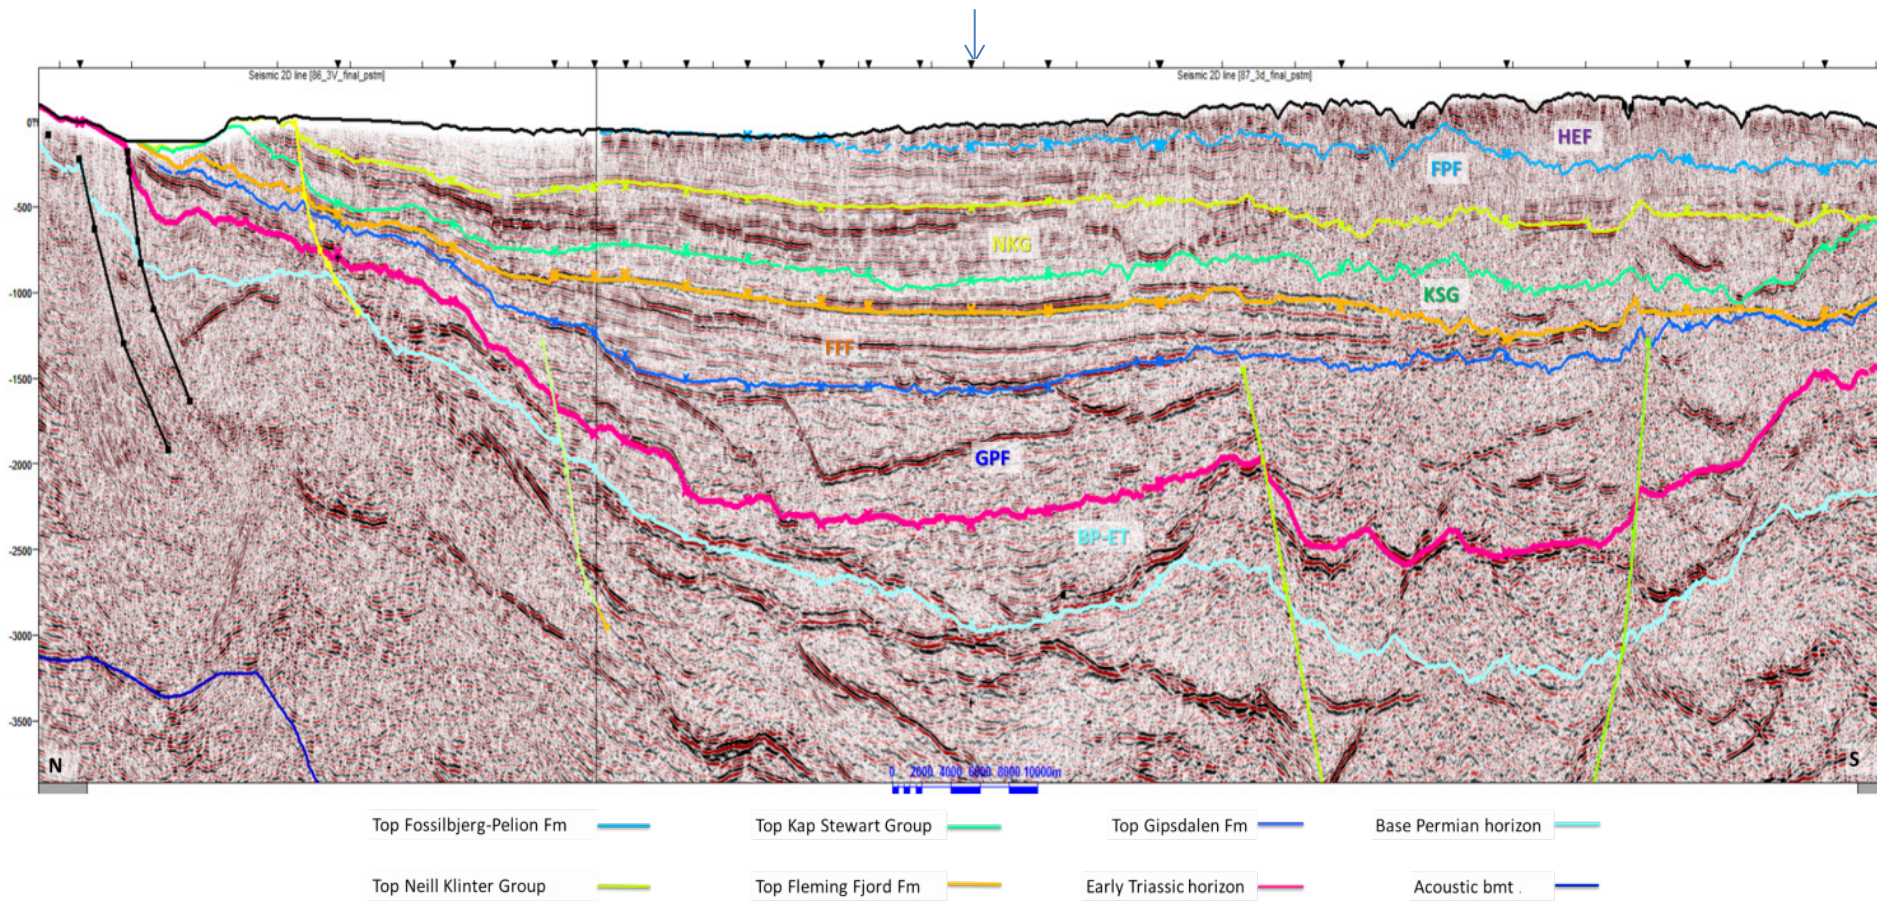 Seismic 2D line [86_3V_final_pstm]
Seismic 2D line [87_3d_final_pstm]
0
HEF
FPF
-500
NKG
-1000
KSG
FFF
-1500
GPF
-2000
BP-ET
-2500
-3000
-3500
N
S
0 2000 4000 6000 8000 10000m
Top Fossilbjerg-Pelion Fm
Top Kap Stewart Group
Top Gipsdalen Fm
Base Permian horizon
Top Neill Klinter Group
Top Fleming Fjord Fm
Early Triassic horizon
Acoustic bmt .